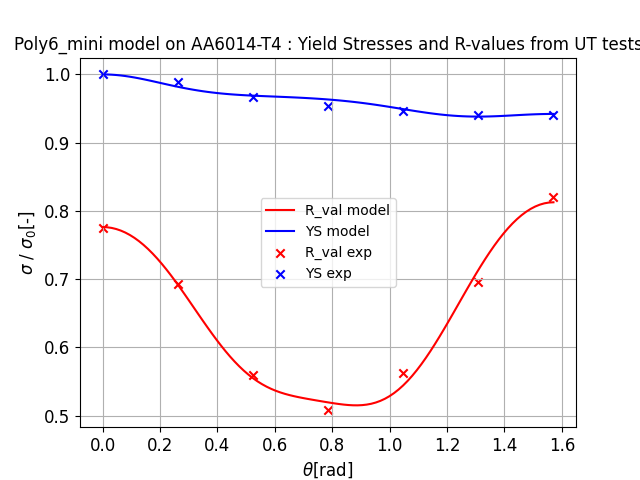 Poly6_mini model on AA6014-T4 : Yield Stresses and R-values from UT tests
1.0
0.9
0.8
0.7
0.6
0.5
σ / σ₀[-]
R_val model
YS model
R_val exp
YS exp
0.0 0.2 0.4 0.6 0.8 1.0 1.2 1.4 1.6
θ[rad]